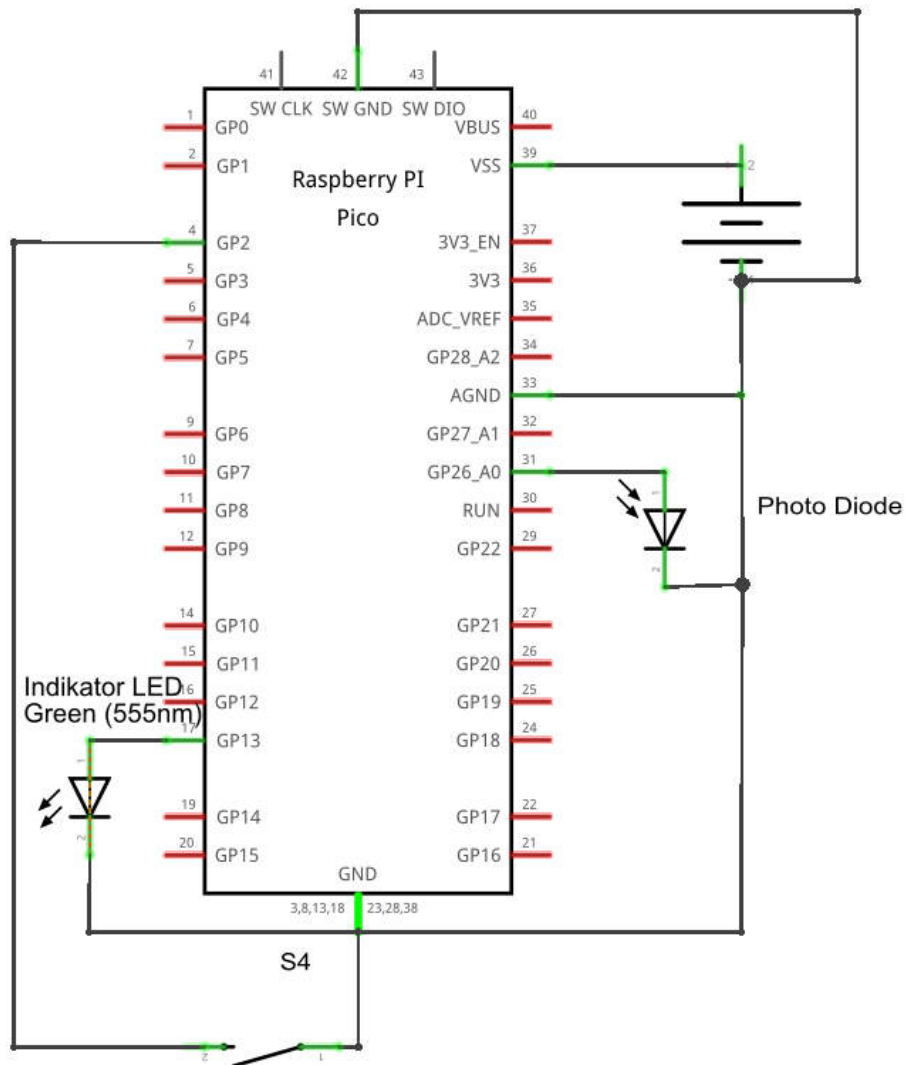 41 42 43
SW CLK SW GND SW DIO
1 GP0 VBUS 40
2 GP1 VSS 39 2
Raspberry PI
Pico
4 GP2 3V3_EN 37
5 GP3 3V3 36
6 GP4 ADC_VREF 35
7 GP5 GP28_A2 34
AGND 33
9 GP6 GP27_A1 32
10 GP7 GP26_A0 31
1
11 GP8 RUN 30 Photo Diode
12 GP9 GP22 29
2
14 GP10 GP21 27
15 GP11 GP20 26
Indikator LED
16 GP12 GP19 25
Green (555nm)
17 GP13 GP18 24
1
19 GP14 GP17 22
2
20 GP15 GP16 21
GND
3,8,13,18 23,28,38
S4
2 1